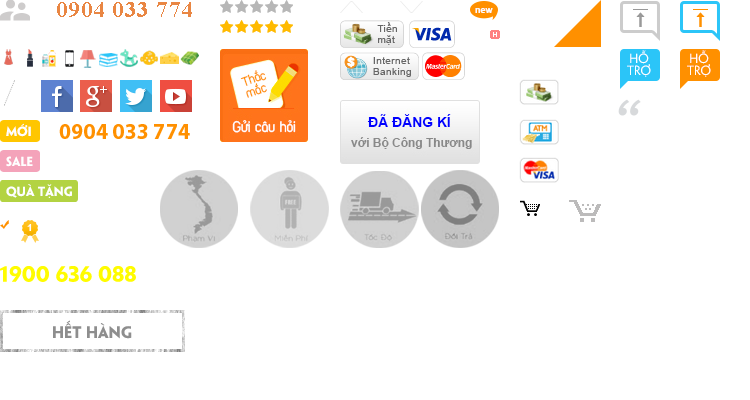 0904 033 774
new
Tiền
mặt
VISA
H
Internet
Banking
MasterCard
HỖ
TRỢ
HỖ
TRỢ
Thắc
mắc
Gửi câu hỏi
f
g+
MỚI
0904 033 774
ĐÃ ĐĂNG KÍ
với Bộ Công Thương
ATM
SALE
MasterCard
VISA
QUÀ TẶNG
FREE
Phạm Vi
Miễn Phí
Tốc Độ
Đổi Trả
1
1900 636 088
HẾT HÀNG